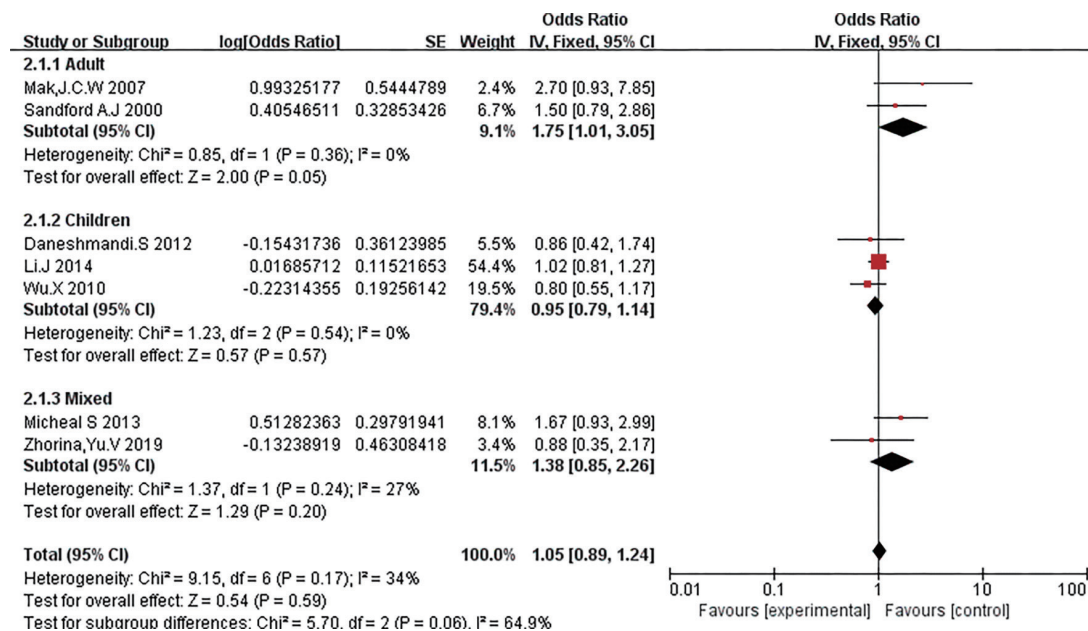 Odds Ratio Odds Ratio
Study or Subgroup log[Odds Ratio] SE Weight IV, Fixed, 95% CI IV, Fixed, 95% CI
2.1.1 Adult
Mak,J.C.W 2007 0.99325177 0.5444789 2.4% 2.70 [0.93, 7.85]
Sandford A.J 2000 0.40546511 0.32853426 6.7% 1.50 [0.79, 2.86]
Subtotal (95% CI) 9.1% 1.75 [1.01, 3.05]
Heterogeneity: Chi² = 0.85, df = 1 (P = 0.36); I² = 0%
Test for overall effect: Z = 2.00 (P = 0.05)
2.1.2 Children
Daneshmandi.S 2012 -0.15431736 0.36123985 5.5% 0.86 [0.42, 1.74]
Li.J 2014 0.01685712 0.11521653 54.4% 1.02 [0.81, 1.27]
Wu.X 2010 -0.22314355 0.19256142 19.5% 0.80 [0.55, 1.17]
Subtotal (95% CI) 79.4% 0.95 [0.79, 1.14]
Heterogeneity: Chi² = 1.23, df = 2 (P = 0.54); I² = 0%
Test for overall effect: Z = 0.57 (P = 0.57)
2.1.3 Mixed
Micheal S 2013 0.51282363 0.29791941 8.1% 1.67 [0.93, 2.99]
Zhorina,Yu.V 2019 -0.13238919 0.46308418 3.4% 0.88 [0.35, 2.17]
Subtotal (95% CI) 11.5% 1.38 [0.85, 2.26]
Heterogeneity: Chi² = 1.37, df = 1 (P = 0.24); I² = 27%
Test for overall effect: Z = 1.29 (P = 0.20)
Total (95% CI) 100.0% 1.05 [0.89, 1.24]
Heterogeneity: Chi² = 9.15, df = 6 (P = 0.17); I² = 34%
Test for overall effect: Z = 0.54 (P = 0.59)
Test for subgroup differences: Chi² = 5.70, df = 2 (P = 0.06), I² = 64.9%
0.01 0.1 1 10 100
Favours [experimental] Favours [control]